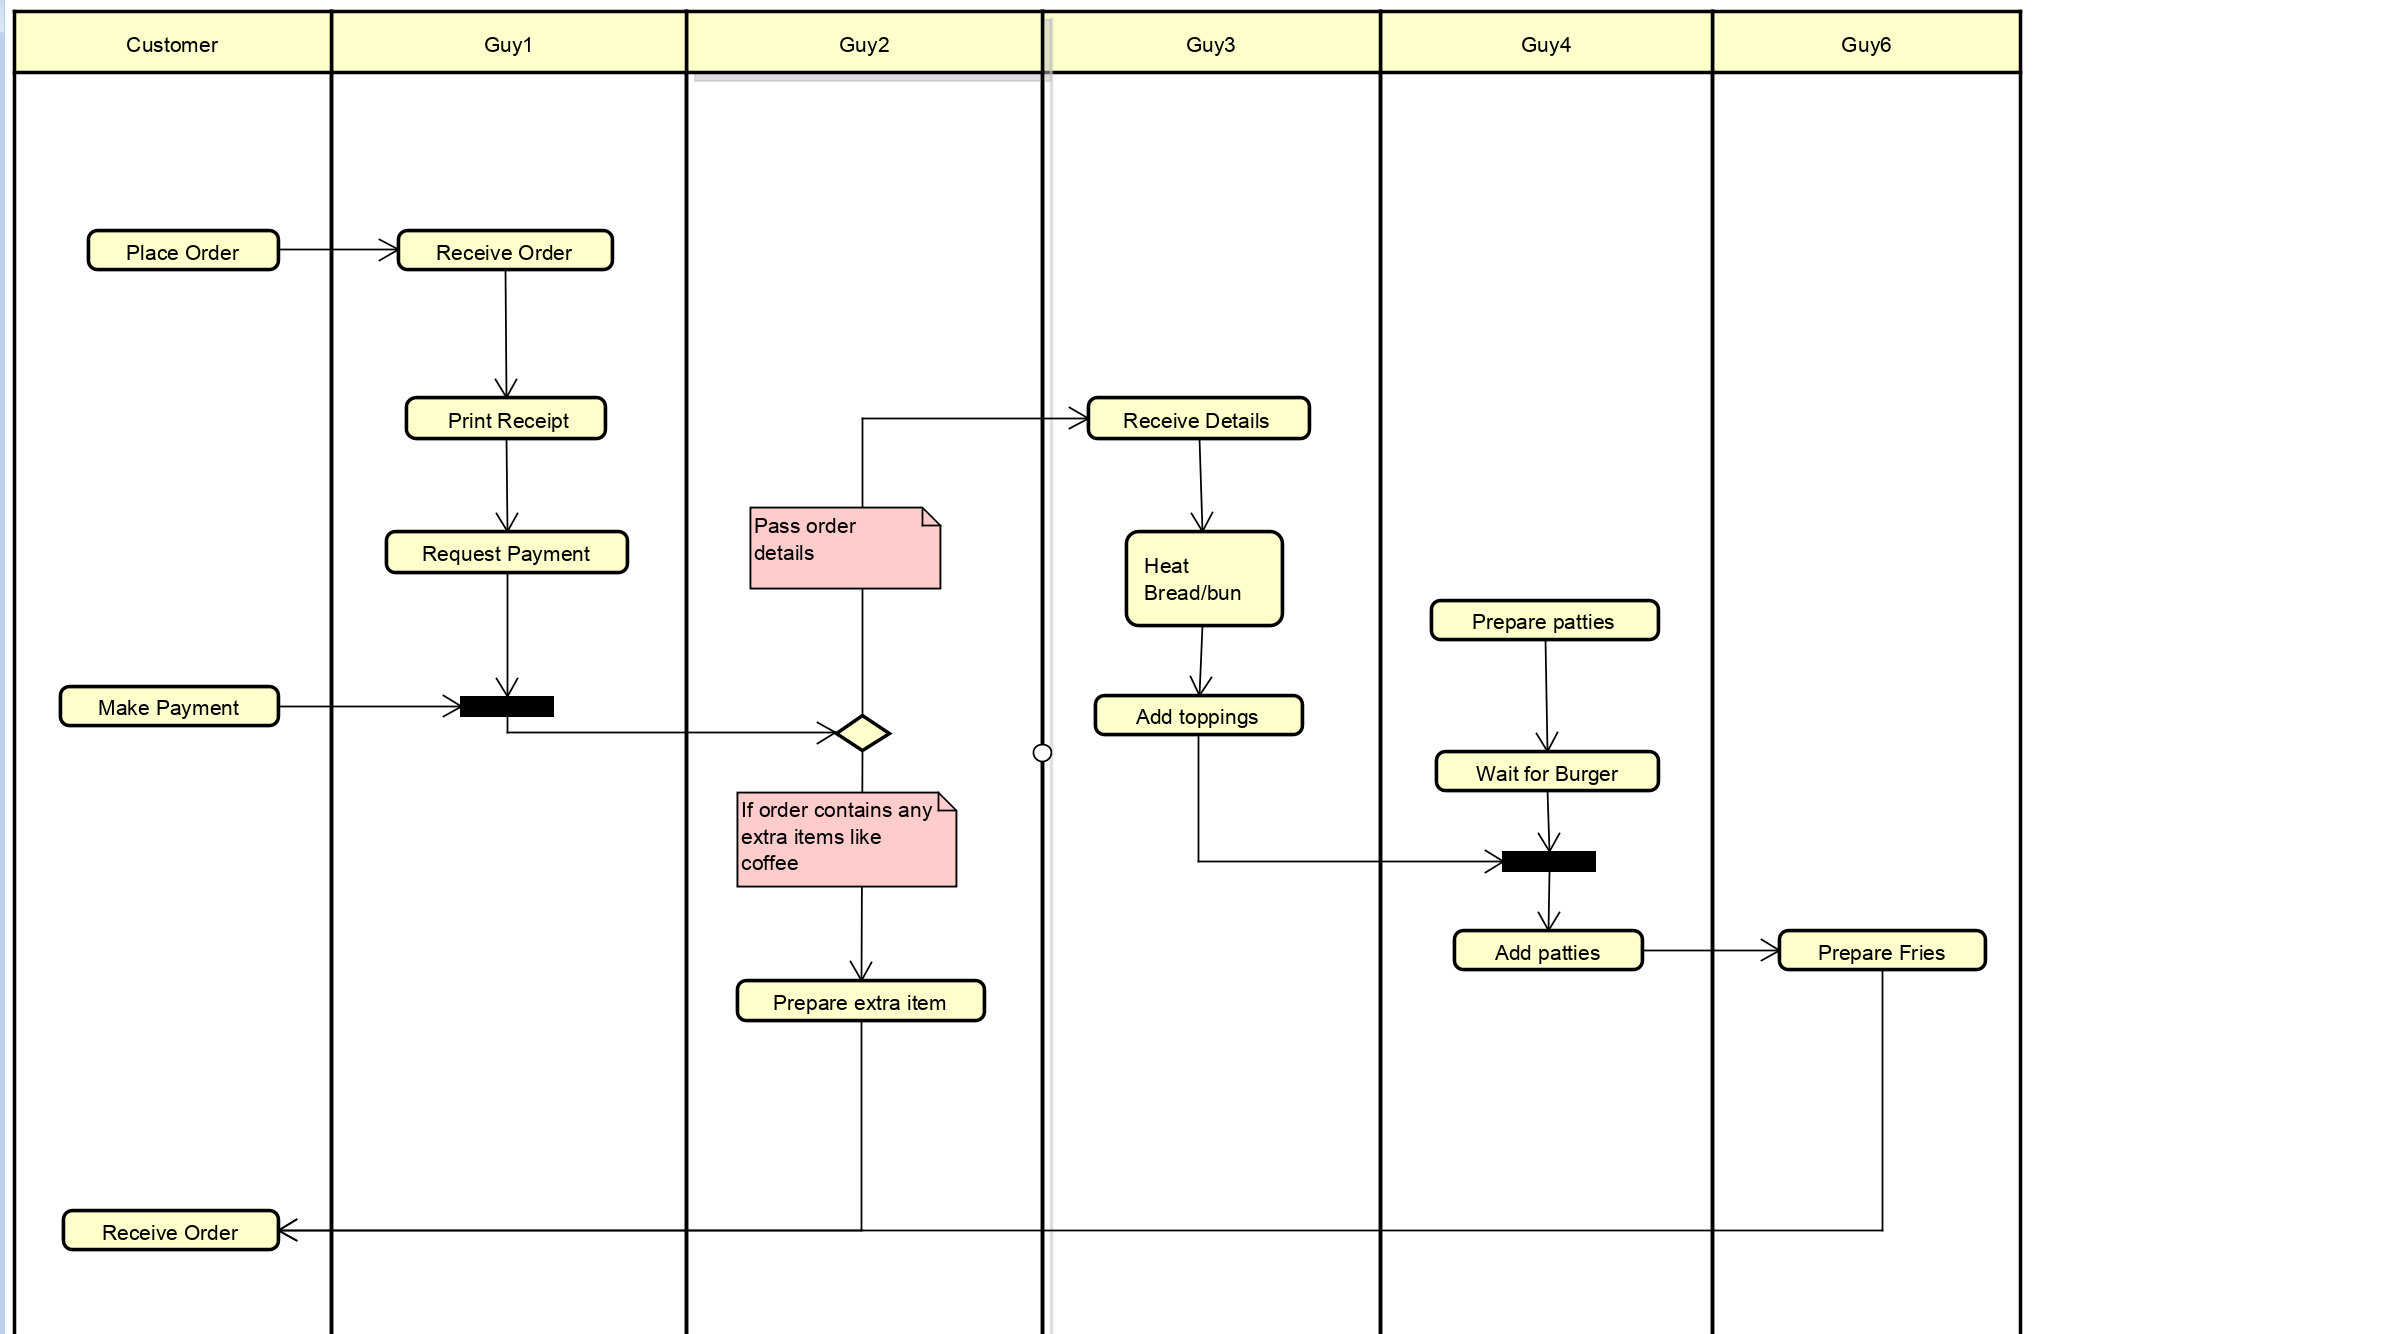 Customer
Guy1
Guy2
Guy3
Guy4
Guy6
Place Order
Receive Order
Print Receipt
Receive Details
Pass order
details
Request Payment
Heat
Bread/bun
Prepare patties
Make Payment
Add toppings
Wait for Burger
If order contains any
extra items like
coffee
Add patties
Prepare Fries
Prepare extra item
Receive Order